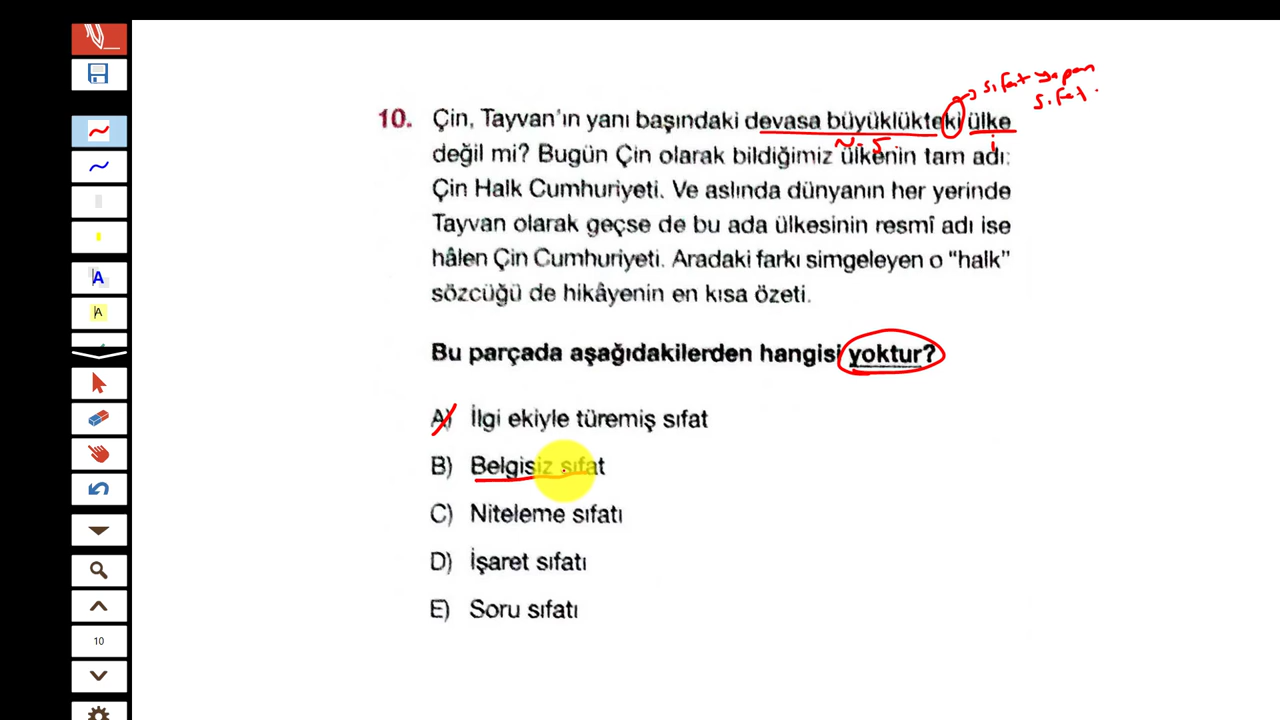 sıfat yapan
sıfat.
10. Çin, Tayvan'ın yanı başındaki devasa büyüklükteki ülke
değil mi? Bugün Çin olarak bildiğimiz ülkenin tam adı:
Çin Halk Cumhuriyeti. Ve aslında dünyanın her yerinde
Tayvan olarak geçse de bu ada ülkesinin resmî adı ise
hâlen Çin Cumhuriyeti. Aradaki farkı simgeleyen o "halk"
sözcüğü de hikâyenin en kısa özeti.
Bu parçada aşağıdakilerden hangisi yoktur?
A) İlgi ekiyle türemiş sıfat
B) Belgisiz sıfat
C) Niteleme sıfatı
D) İşaret sıfatı
E) Soru sıfatı
A
A
10